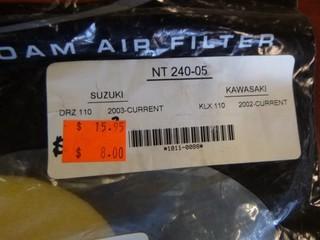 OAM AIR FILTER
NT 240-05
SUZUKI KAWASAKI
DRZ 110 2003-CURRENT KLX 110 2002-CURRENT
$ 15.95
$ 8.00
*1011-0088*